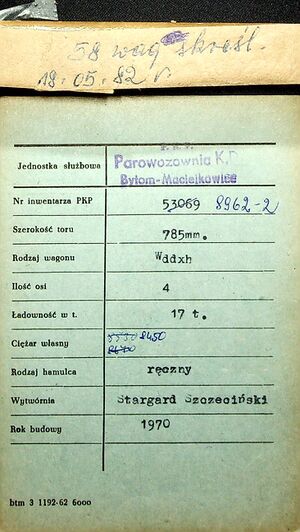 58 wag skreśl.
18.05.82 r
P.K.P.
Jednostka służbowa Parowozownia K.D
Bytom-Maciejkowice
Nr inwentarza PKP 53069 8962-2
Szerokość toru 785mm.
Rodzaj wagonu Wddxh
Ilość osi 4
Ładowność w t. 17 t.
Ciężar własny 8450
Rodzaj hamulca ręczny
Wytwórnia Stargard Szczeciński
Rok budowy 1970
btm 3 1192-62 6000